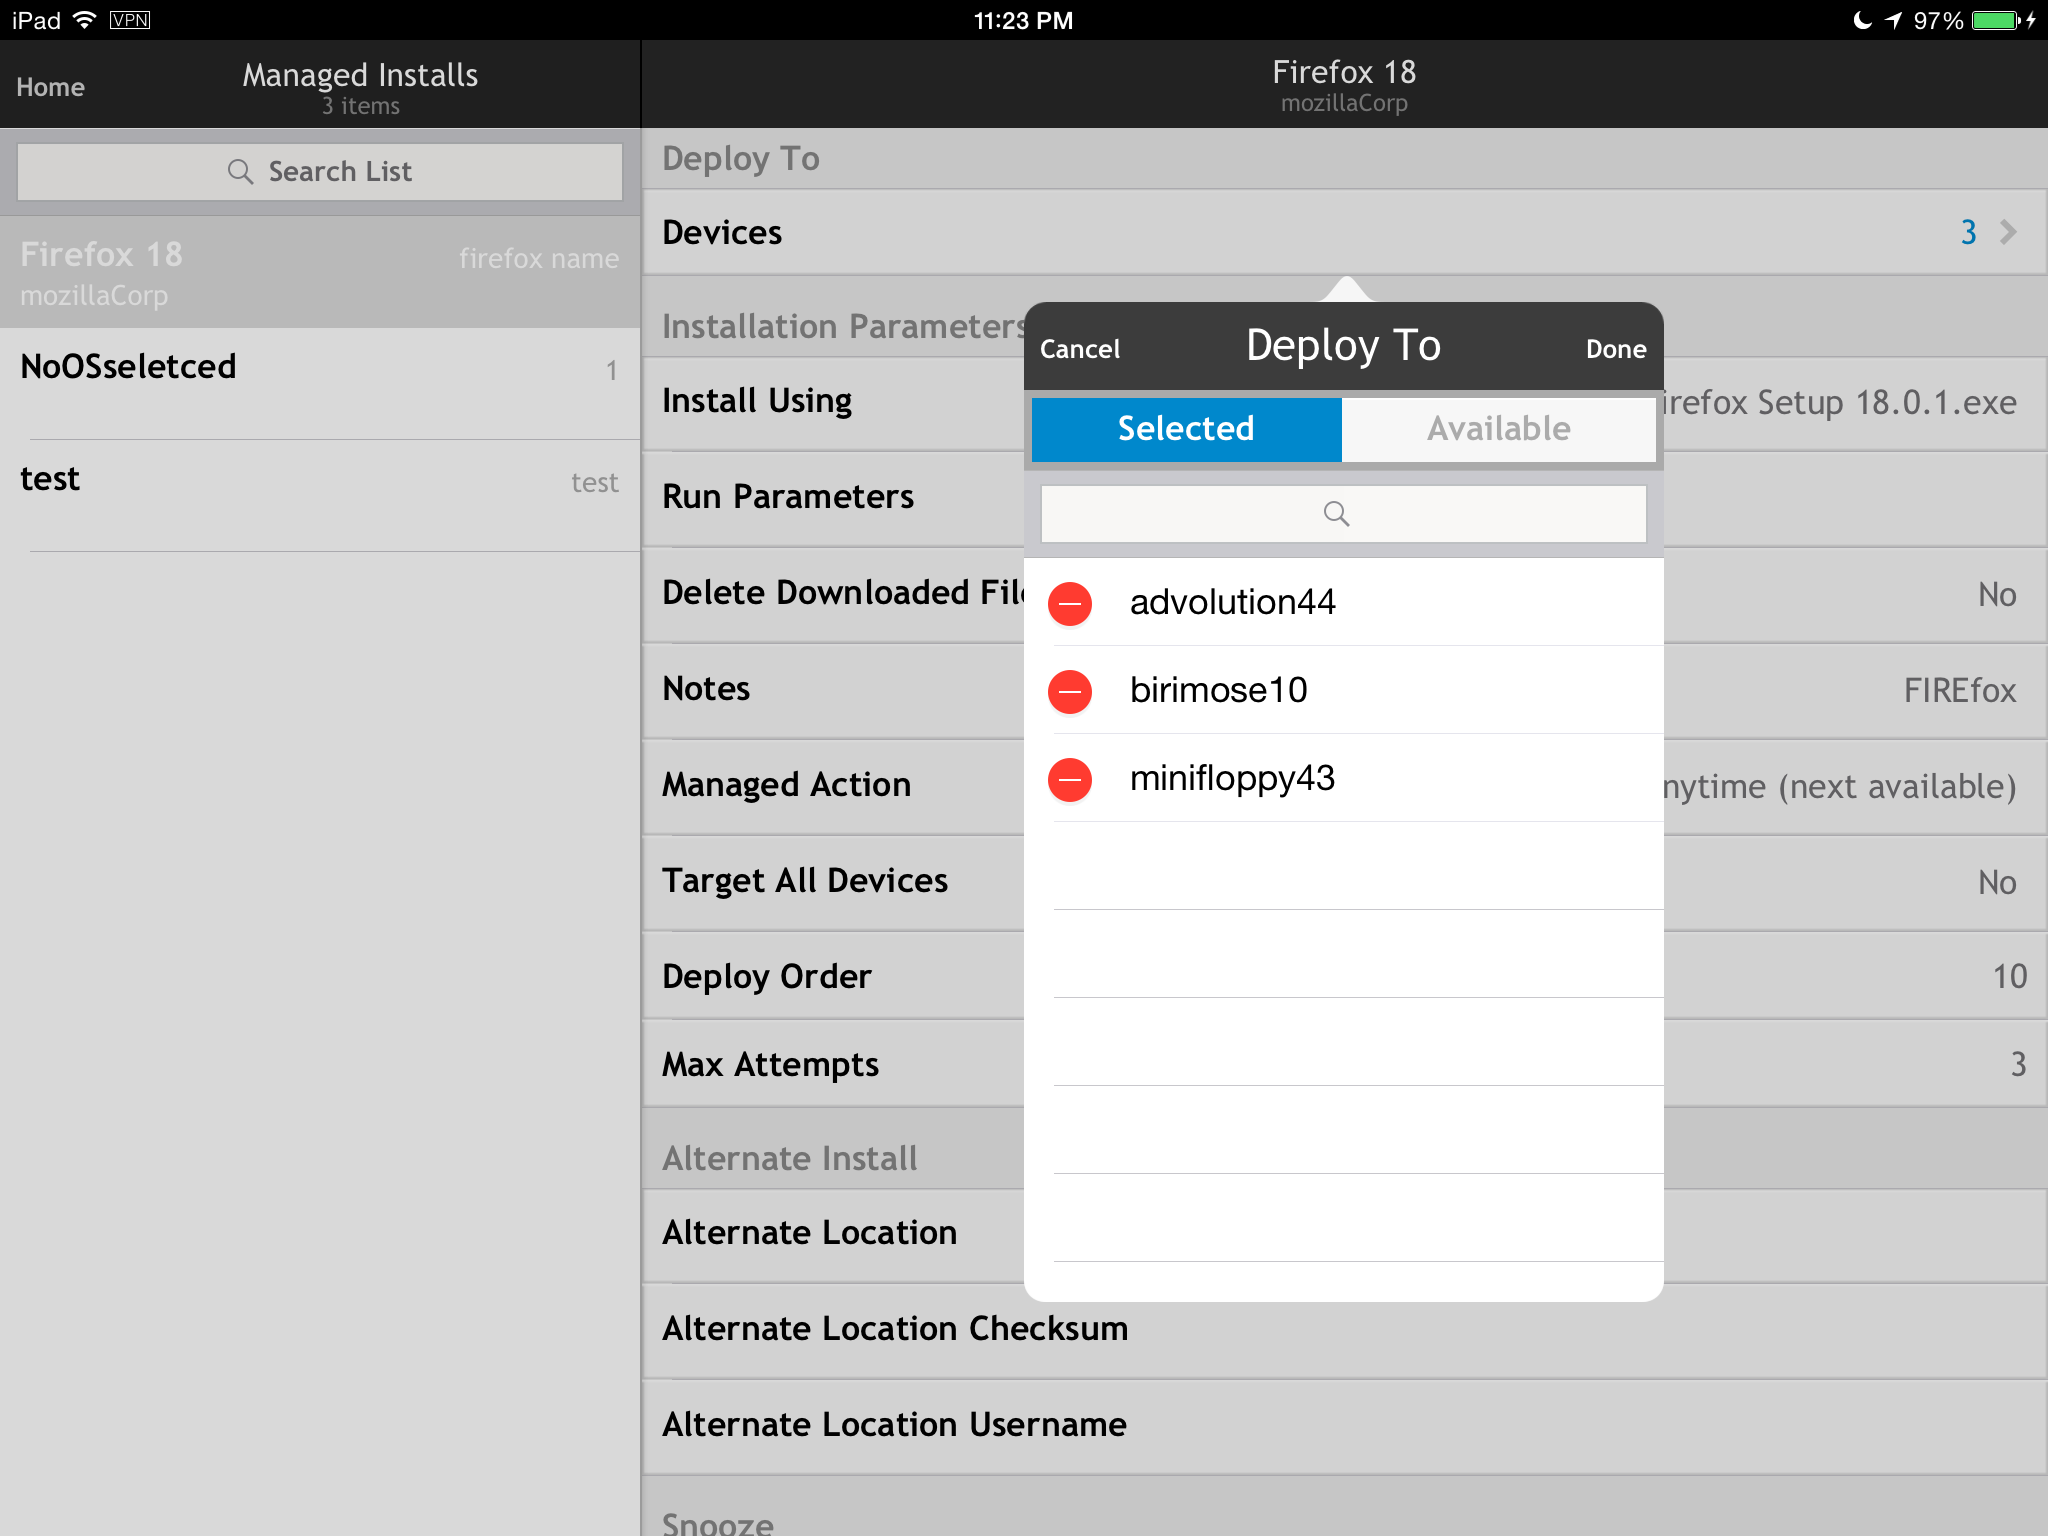 iPad VPN 11:23 PM 97%
Home
Managed Installs
3 items
Search List
Firefox 18 firefox name
mozillaCorp
NoOSseletced 1
test test
Firefox 18
mozillaCorp
Deploy To
Devices 3
Installation Parameters
Install Using irefox Setup 18.0.1.exe
Run Parameters
Delete Downloaded File No
Notes FIREfox
Managed Action nytime (next available)
Target All Devices No
Deploy Order 10
Max Attempts 3
Alternate Install
Alternate Location
Alternate Location Checksum
Alternate Location Username
Snooze
Cancel Deploy To Done
Selected Available
advolution44
birimose10
minifloppy43